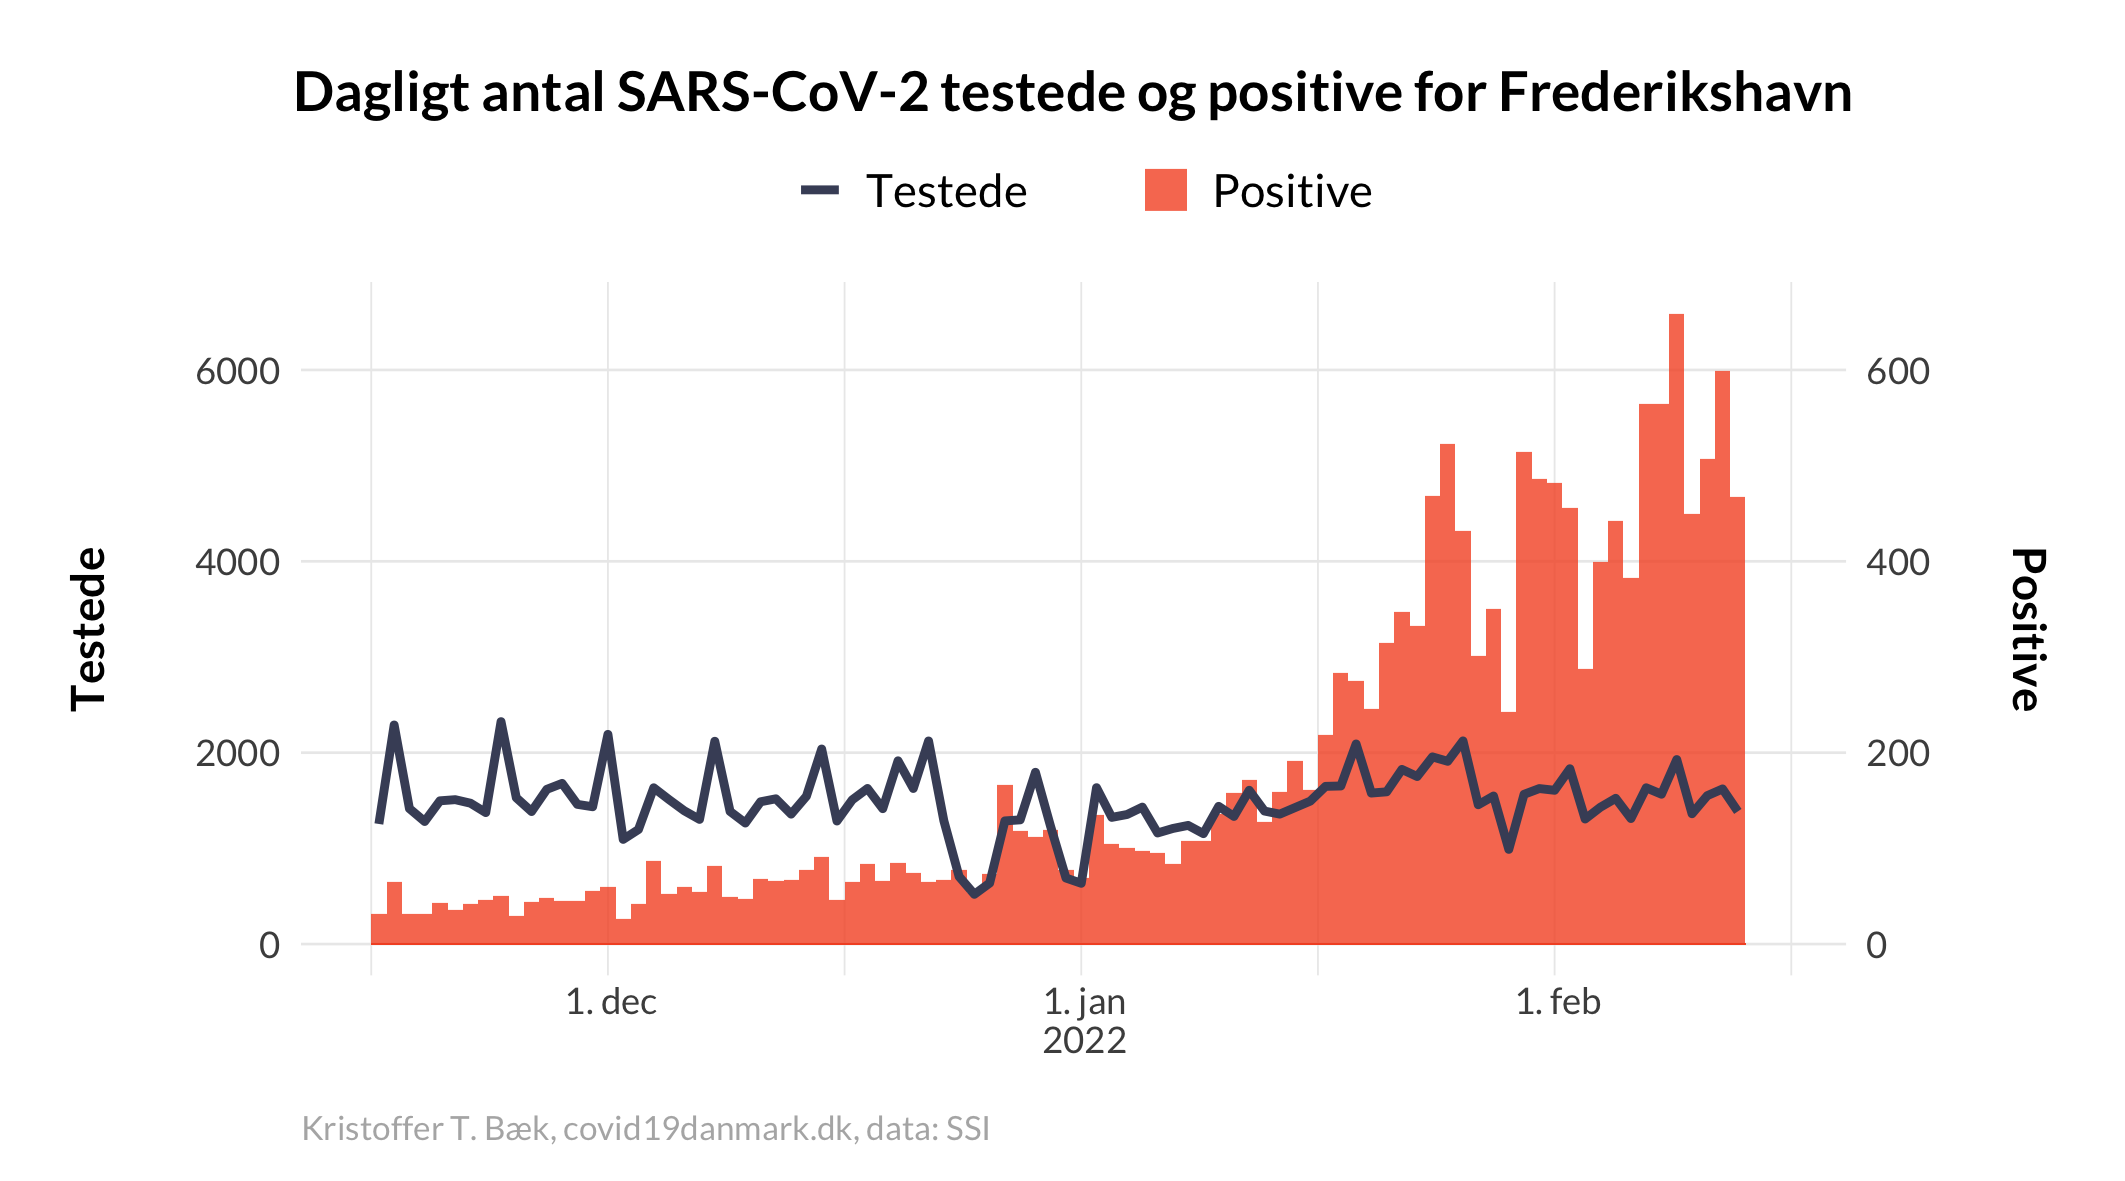 Dagligt antal SARS-CoV-2 testede og positive for Frederikshavn
Testede
Positive
6000
4000
2000
0
Testede
600
400
200
0
Positive
1. dec
1. jan
2022
1. feb
Kristoffer T. Bæk, covid19danmark.dk, data: SSI